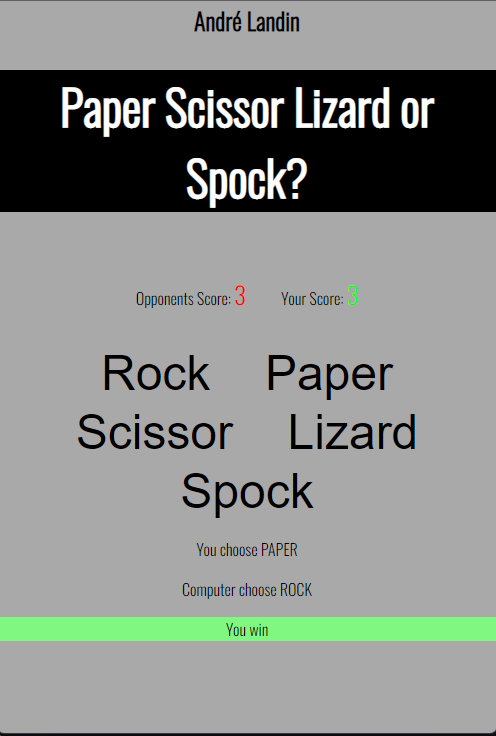 André Landin
Paper Scissor Lizard or
Spock?
Opponents Score: 3 Your Score: 3
Rock Paper
Scissor Lizard
Spock
You choose PAPER
Computer choose ROCK
You win